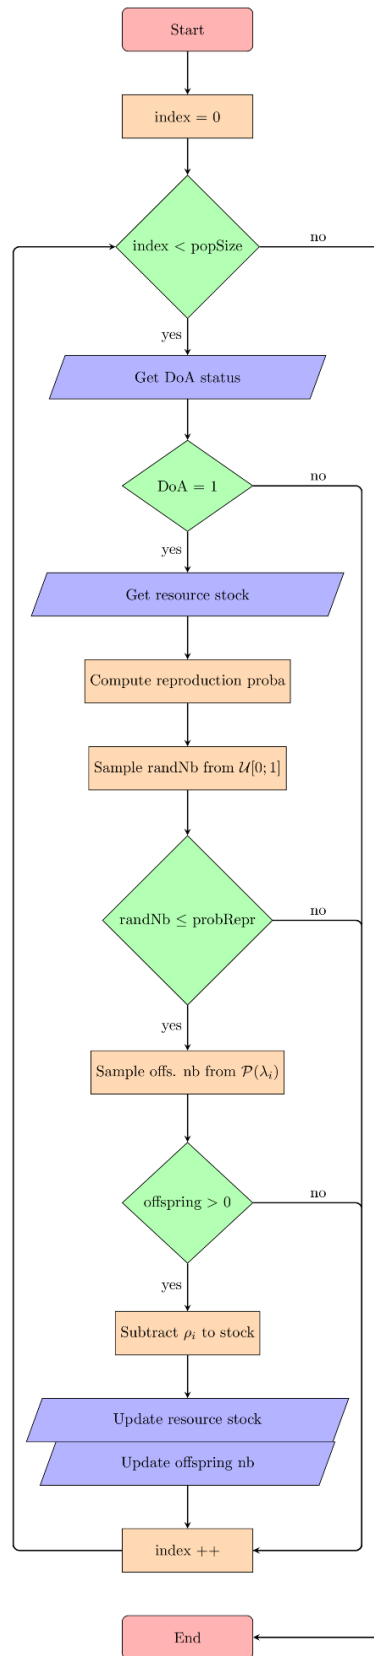 Start
index = 0
index < popSize
no
yes
Get DoA status
DoA = 1
no
yes
Get resource stock
Compute reproduction proba
Sample randNb from 𝒰[0; 1]
randNb ≤ probRepr
no
yes
Sample offs. nb from 𝒫(λᵢ)
offspring > 0
no
yes
Subtract ρᵢ to stock
Update resource stock
Update offspring nb
index ++
End